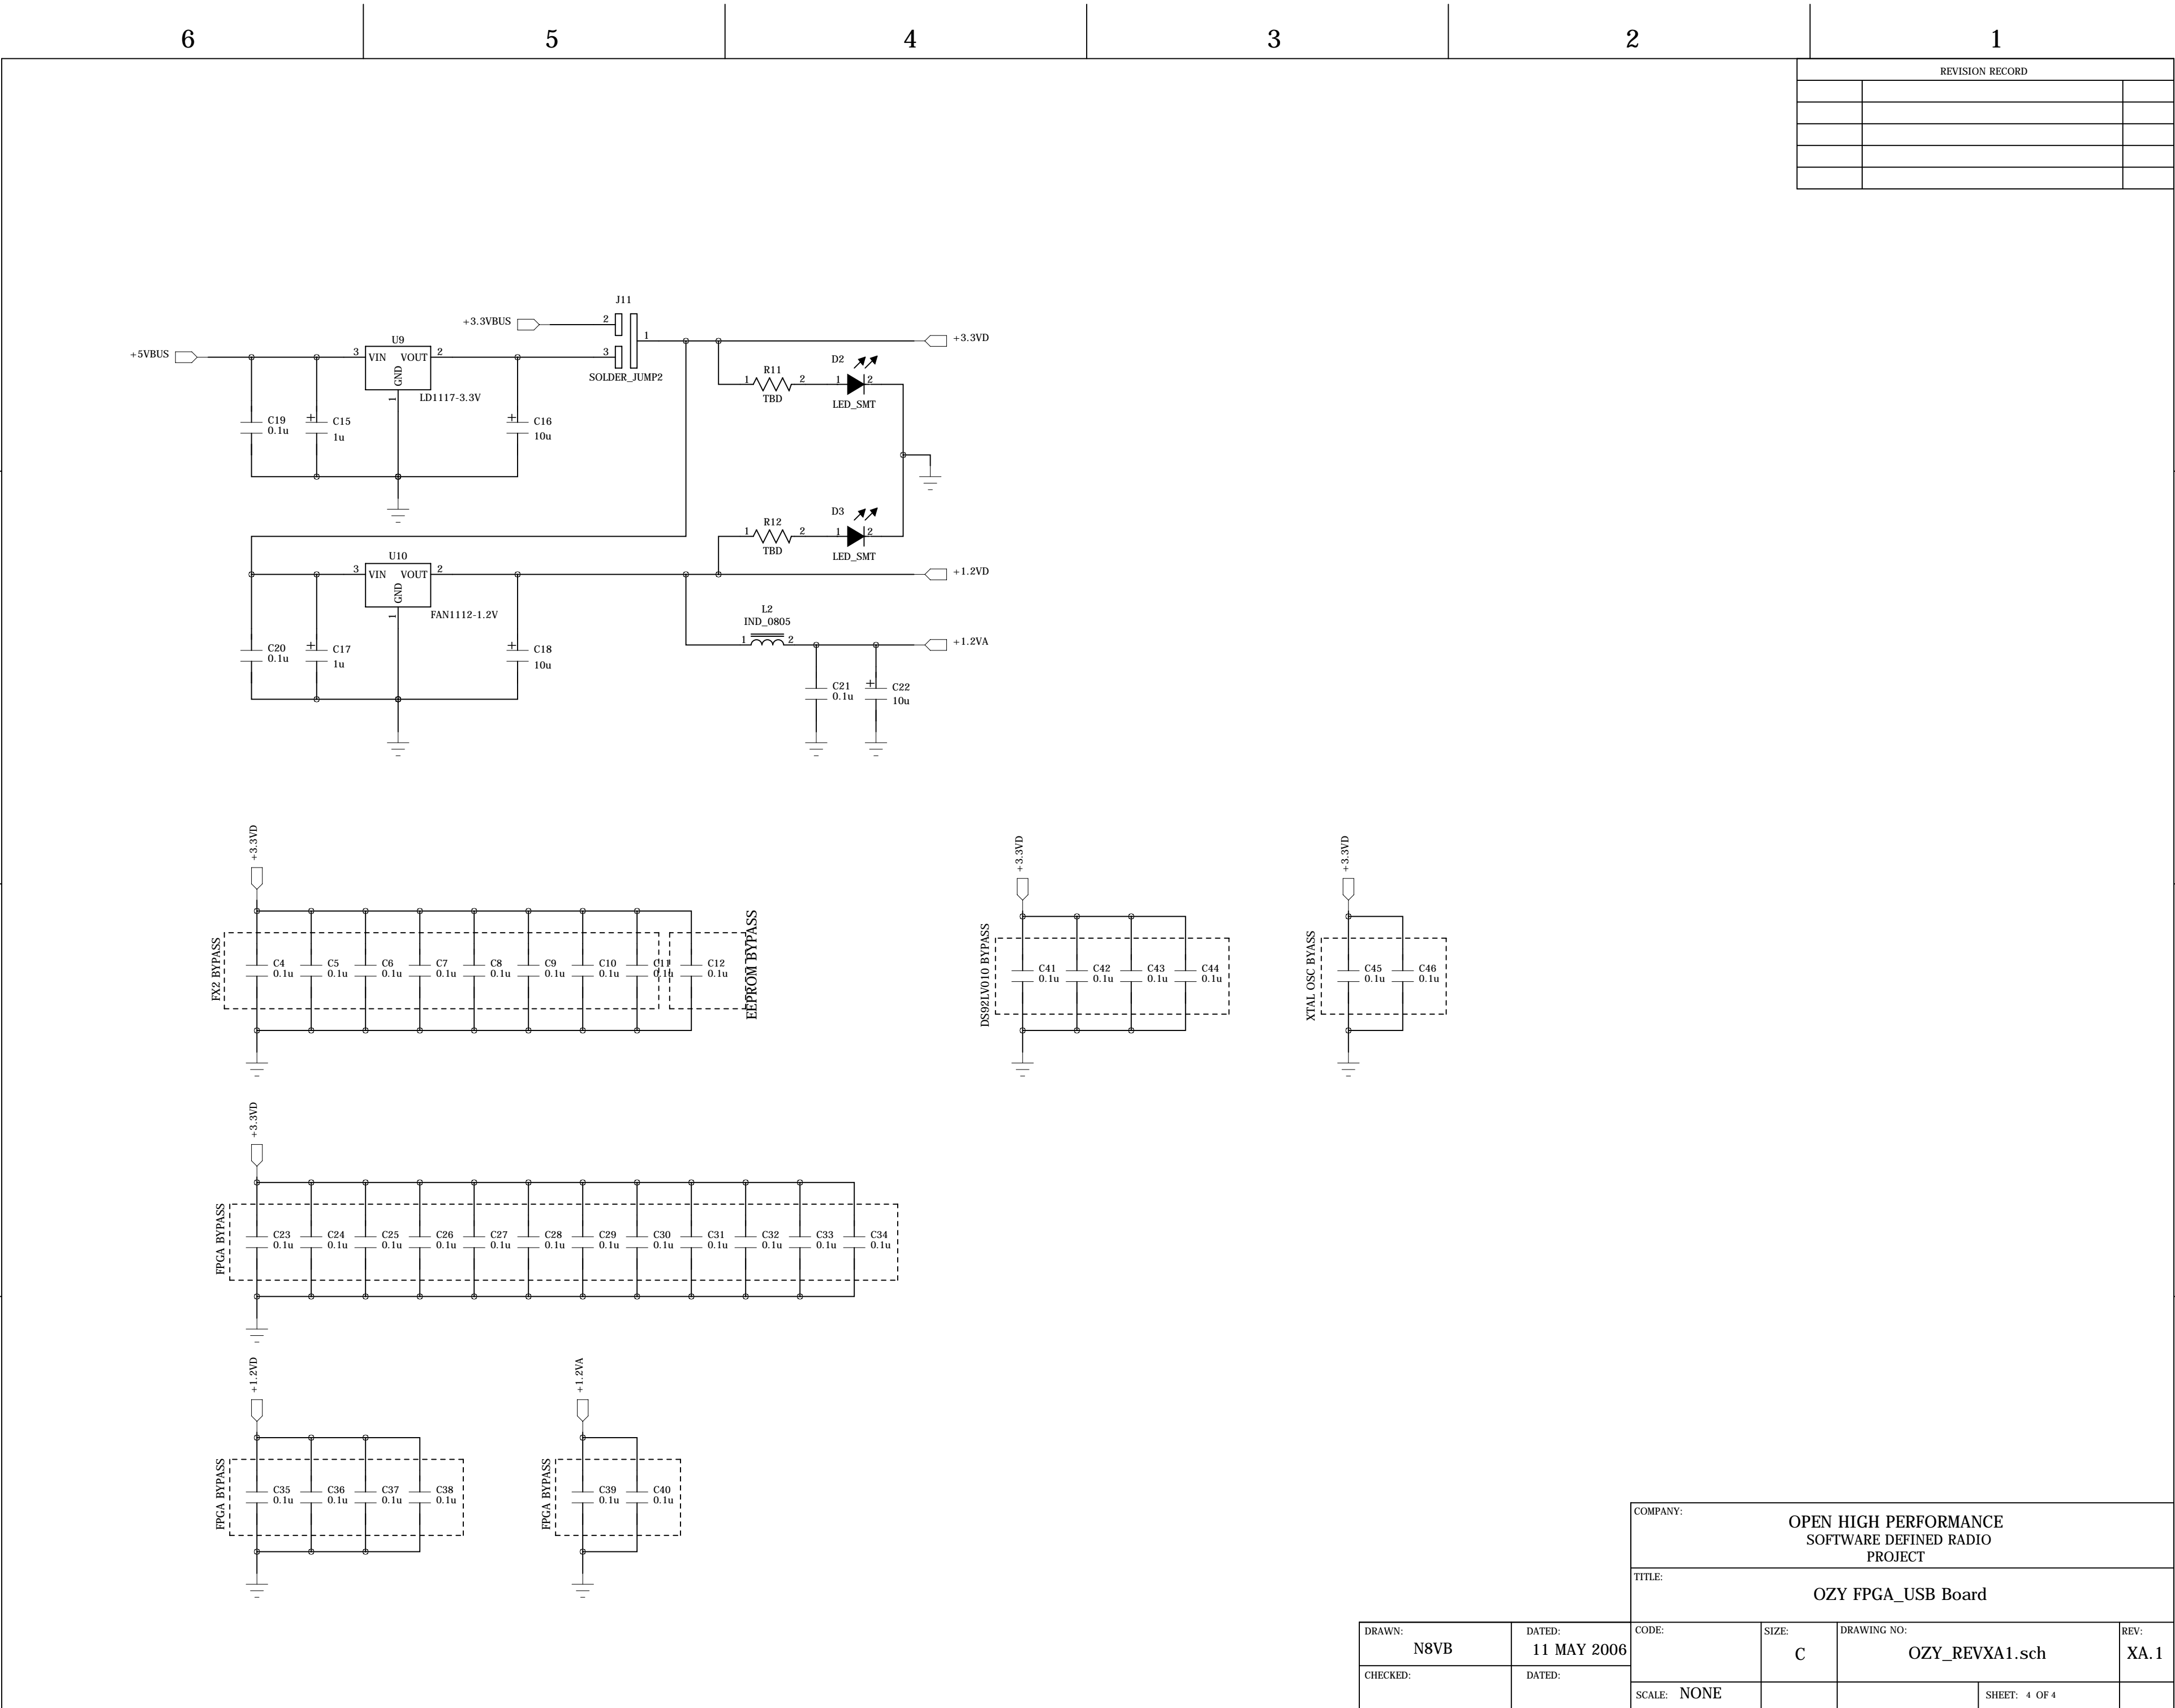 6 5 4 3 2 1
REVISION RECORD
J11
+3.3VBUS 2
1
+5VBUS
U9
3 VIN VOUT 2
GND
1
LD1117-3.3V
3
SOLDER_JUMP2
+3.3VD
D2
R11
1 2
TBD
1 2
LED_SMT
C19
0.1u
+ C15
1u
+ C16
10u
D3
R12
1 2
TBD
1 2
LED_SMT
U10
3 VIN VOUT 2
GND
1
FAN1112-1.2V
+1.2VD
L2
IND_0805
1 2
+1.2VA
C20
0.1u
+ C17
1u
+ C18
10u
C21
0.1u
+ C22
10u
+3.3VD
FX2 BYPASS
C4 C5 C6 C7 C8 C9 C10 C11 C12
0.1u 0.1u 0.1u 0.1u 0.1u 0.1u 0.1u 0.1u 0.1u
EEPROM BYPASS
+3.3VD
DS92LV010 BYPASS
C41 C42 C43 C44
0.1u 0.1u 0.1u 0.1u
+3.3VD
XTAL OSC BYASS
C45 C46
0.1u 0.1u
+3.3VD
FPGA BYPASS
C23 C24 C25 C26 C27 C28 C29 C30 C31 C32 C33 C34
0.1u 0.1u 0.1u 0.1u 0.1u 0.1u 0.1u 0.1u 0.1u 0.1u 0.1u 0.1u
+1.2VD
FPGA BYPASS
C35 C36 C37 C38
0.1u 0.1u 0.1u 0.1u
+1.2VA
FPGA BYPASS
C39 C40
0.1u 0.1u
COMPANY:
OPEN HIGH PERFORMANCE
SOFTWARE DEFINED RADIO
PROJECT
TITLE:
OZY FPGA_USB Board
DRAWN:
N8VB
DATED:
11 MAY 2006
CODE:
SIZE:
C
DRAWING NO:
OZY_REVXA1.sch
REV:
XA.1
CHECKED:
DATED:
SCALE: NONE
SHEET: 4 OF 4